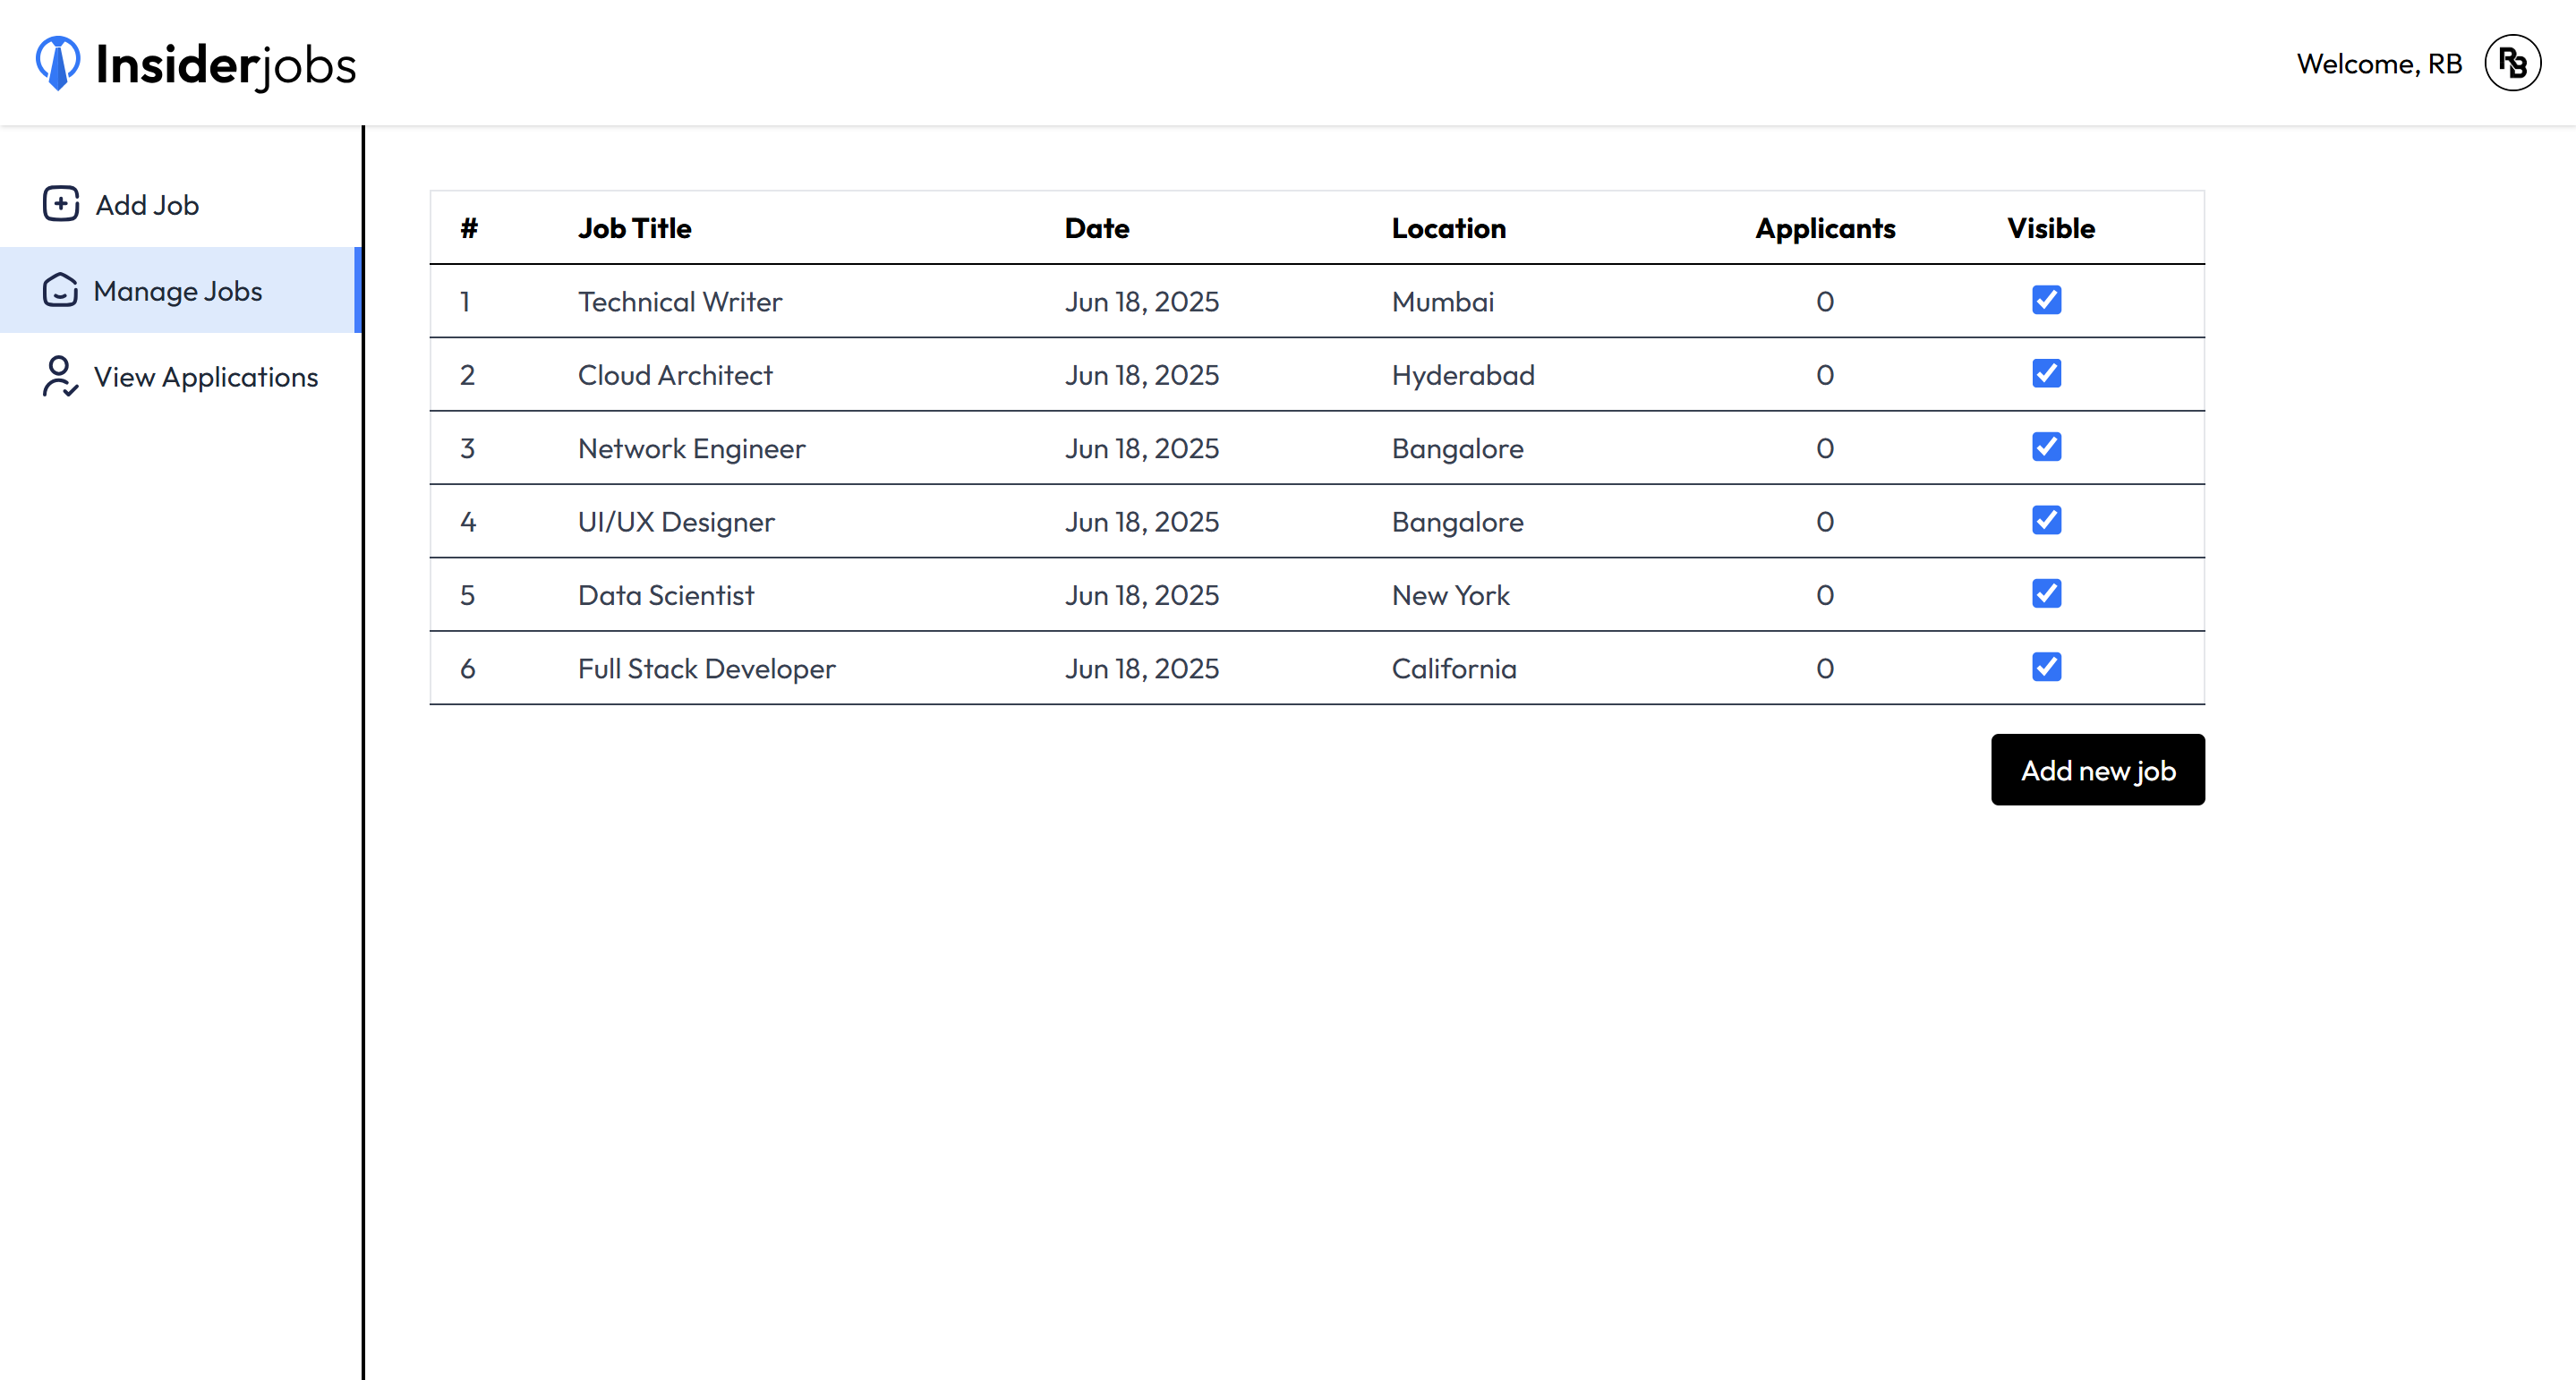 Insiderjobs
Welcome, RB
RB
Add Job
Manage Jobs
View Applications
# Job Title Date Location Applicants Visible
1 Technical Writer Jun 18, 2025 Mumbai 0
2 Cloud Architect Jun 18, 2025 Hyderabad 0
3 Network Engineer Jun 18, 2025 Bangalore 0
4 UI/UX Designer Jun 18, 2025 Bangalore 0
5 Data Scientist Jun 18, 2025 New York 0
6 Full Stack Developer Jun 18, 2025 California 0
Add new job